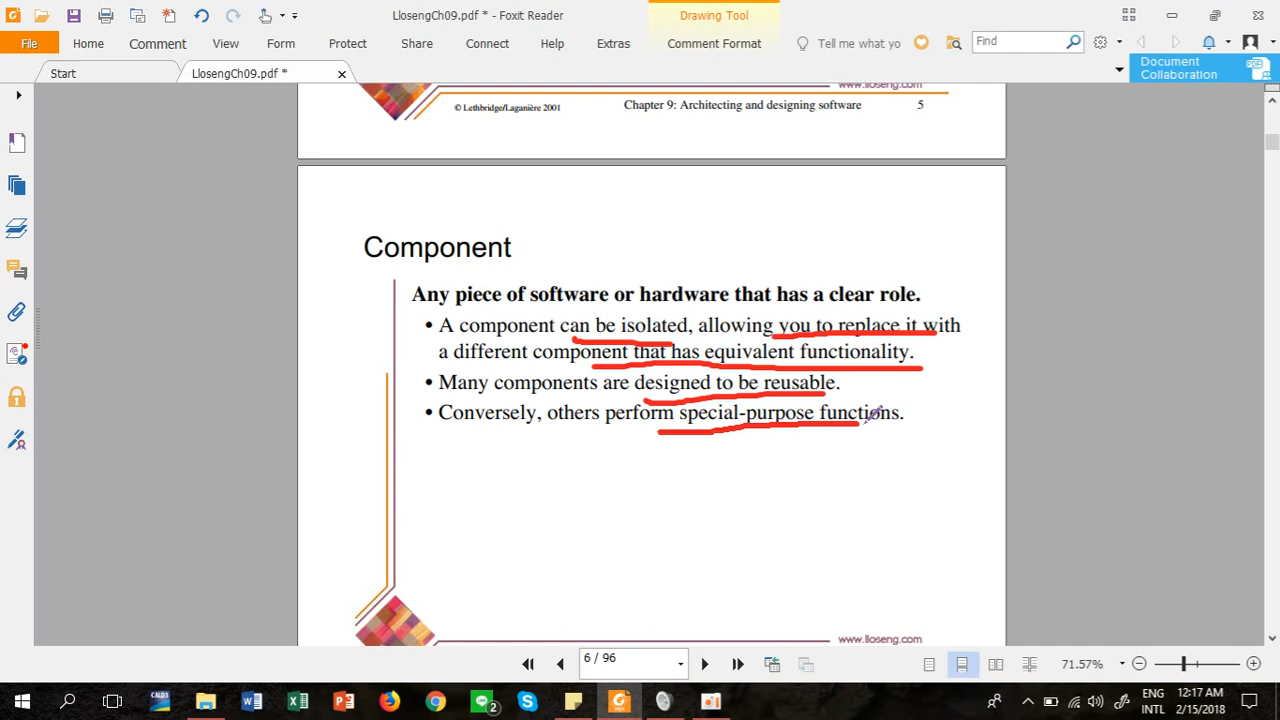 LlosengCh09.pdf * - Foxit Reader
Drawing Tool
File Home Comment View Form Protect Share Connect Help Extras Comment Format Tell me what yo Find
Start LlosengCh09.pdf * Document Collaboration
www.lloseng.com
© Lethbridge/Laganière 2001 Chapter 9: Architecting and designing software 5
Component
Any piece of software or hardware that has a clear role.
• A component can be isolated, allowing you to replace it with
a different component that has equivalent functionality.
• Many components are designed to be reusable.
• Conversely, others perform special-purpose functions.
www.lloseng.com
6 / 96 71.57%
2 ENG 12:17 AM
INTL 2/15/2018